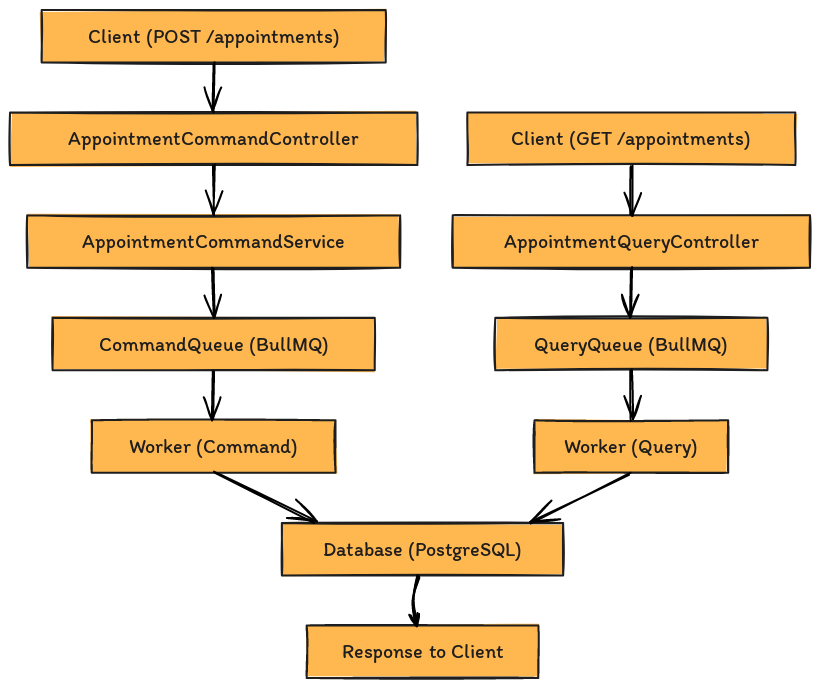 Client (POST /appointments)
AppointmentCommandController
Client (GET /appointments)
AppointmentCommandService
AppointmentQueryController
CommandQueue (BullMQ)
QueryQueue (BullMQ)
Worker (Command)
Worker (Query)
Database (PostgreSQL)
Response to Client